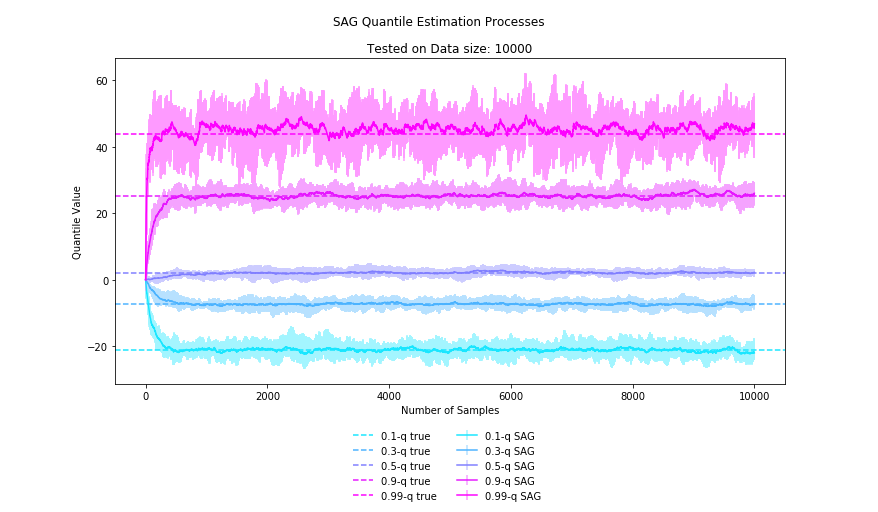 SAG Quantile Estimation Processes
Tested on Data size: 10000
60
40
20
0
−20
Quantile Value
0 2000 4000 6000 8000 10000
Number of Samples
0.1-q true 0.1-q SAG
0.3-q true 0.3-q SAG
0.5-q true 0.5-q SAG
0.9-q true 0.9-q SAG
0.99-q true 0.99-q SAG